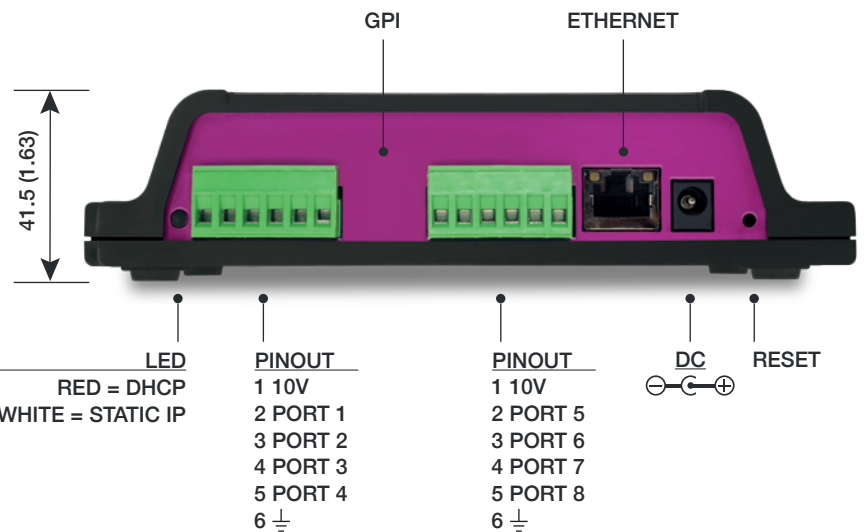 GPI
ETHERNET
41.5 (1.63)
LED
RED = DHCP
WHITE = STATIC IP
PINOUT
1 10V
2 PORT 1
3 PORT 2
4 PORT 3
5 PORT 4
6
PINOUT
1 10V
2 PORT 5
3 PORT 6
4 PORT 7
5 PORT 8
6
DC
RESET